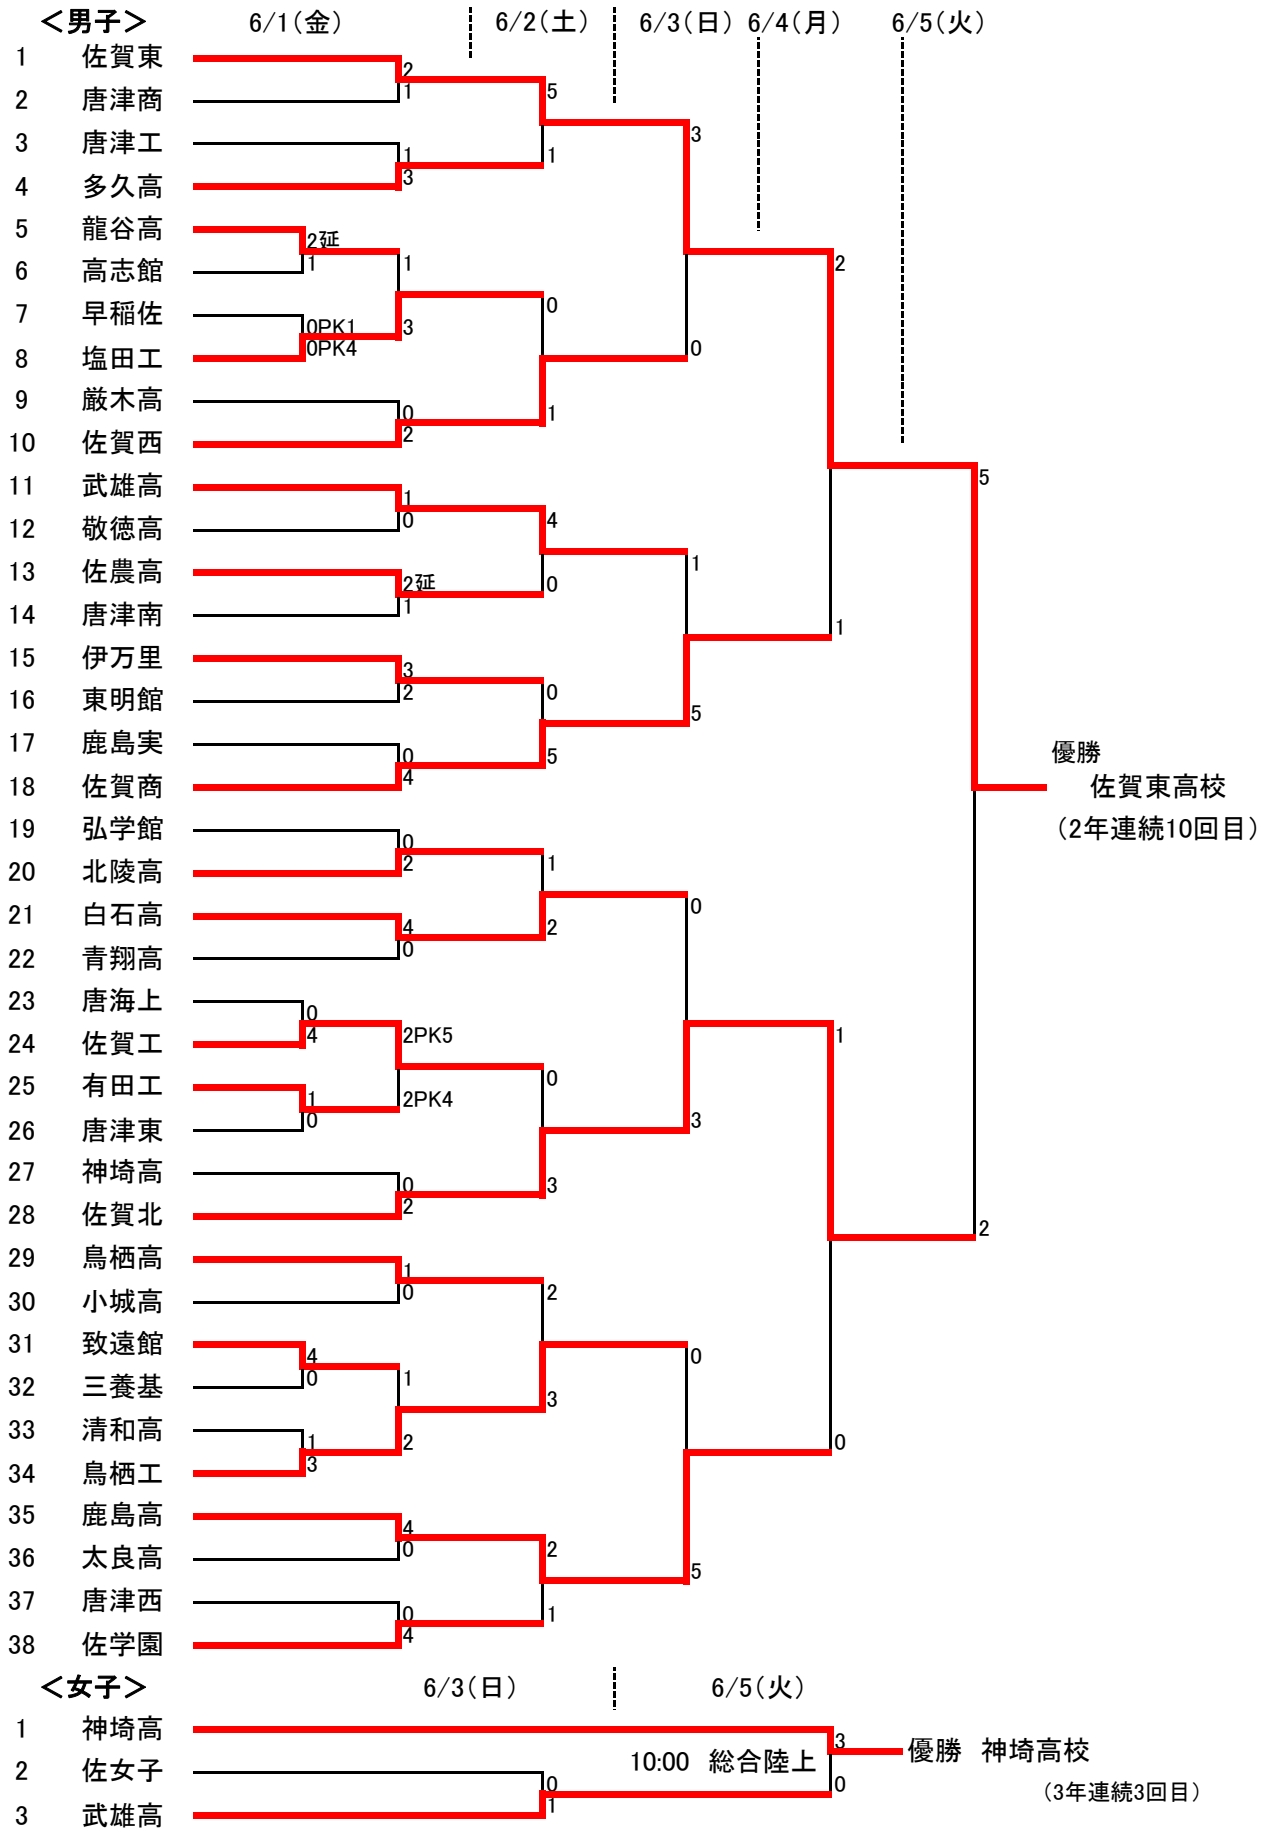 ＜男子＞ 6/1(金) 6/2(土) 6/3(日) 6/4(月) 6/5(火)
1 佐賀東
2
2 唐津商
1
5
3 唐津工
1
4 多久高
3
1
3
5 龍谷高
2延
6 高志館
1
1
2
7 早稲佐
0PK1
8 塩田工
0PK4
3
0
0
9 厳木高
0
10 佐賀西
2
1
11 武雄高
1
12 敬徳高
0
4
5
13 佐農高
2延
14 唐津南
1
0
1
1
15 伊万里
3
16 東明館
2
0
5
17 鹿島実
0
18 佐賀商
4
5
優勝
佐賀東高校
（2年連続10回目）
19 弘学館
0
20 北陵高
2
1
21 白石高
4
22 青翔高
0
2
0
23 唐海上
0
24 佐賀工
4
2PK5
1
25 有田工
1
26 唐津東
0
2PK4
0
3
27 神埼高
0
28 佐賀北
2
3
2
29 鳥栖高
1
30 小城高
0
2
31 致遠館
4
32 三養基
0
1
0
33 清和高
1
34 鳥栖工
3
2
3
0
35 鹿島高
4
36 太良高
0
2
5
37 唐津西
0
38 佐学園
4
1
＜女子＞ 6/3(日) 6/5(火)
1 神埼高
3
2 佐女子
0
10:00 総合陸上
優勝 神埼高校
3 武雄高
1
0
（3年連続3回目）